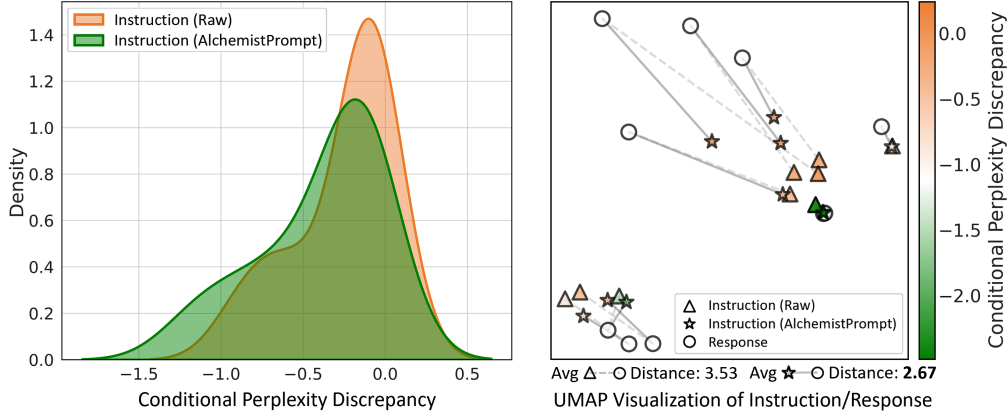 Instruction (Raw)
Instruction (AlchemistPrompt)
Density
1.4
1.2
1.0
0.8
0.6
0.4
0.2
0.0
−1.5
−1.0
−0.5
0.0
0.5
Conditional Perplexity Discrepancy
Instruction (Raw)
Instruction (AlchemistPrompt)
Response
Avg Distance: 3.53 Avg Distance: 2.67
UMAP Visualization of Instruction/Response
0.0
−0.5
−1.0
−1.5
−2.0
Conditional Perplexity Discrepancy